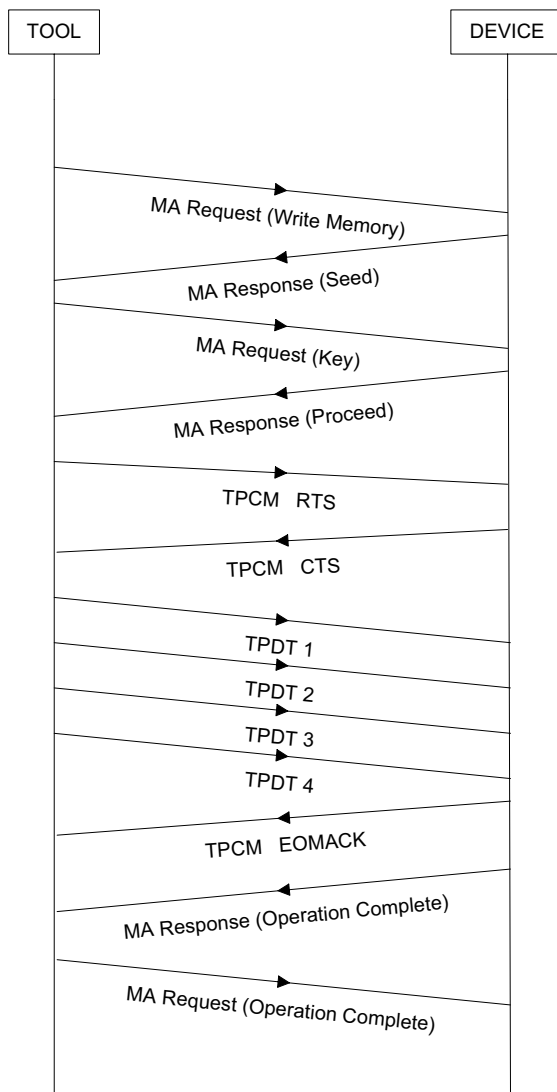 TOOL
DEVICE
MA Request (Write Memory)
MA Response (Seed)
MA Request (Key)
MA Response (Proceed)
TPCM RTS
TPCM CTS
TPDT 1
TPDT 2
TPDT 3
TPDT 4
TPCM EOMACK
MA Response (Operation Complete)
MA Request (Operation Complete)